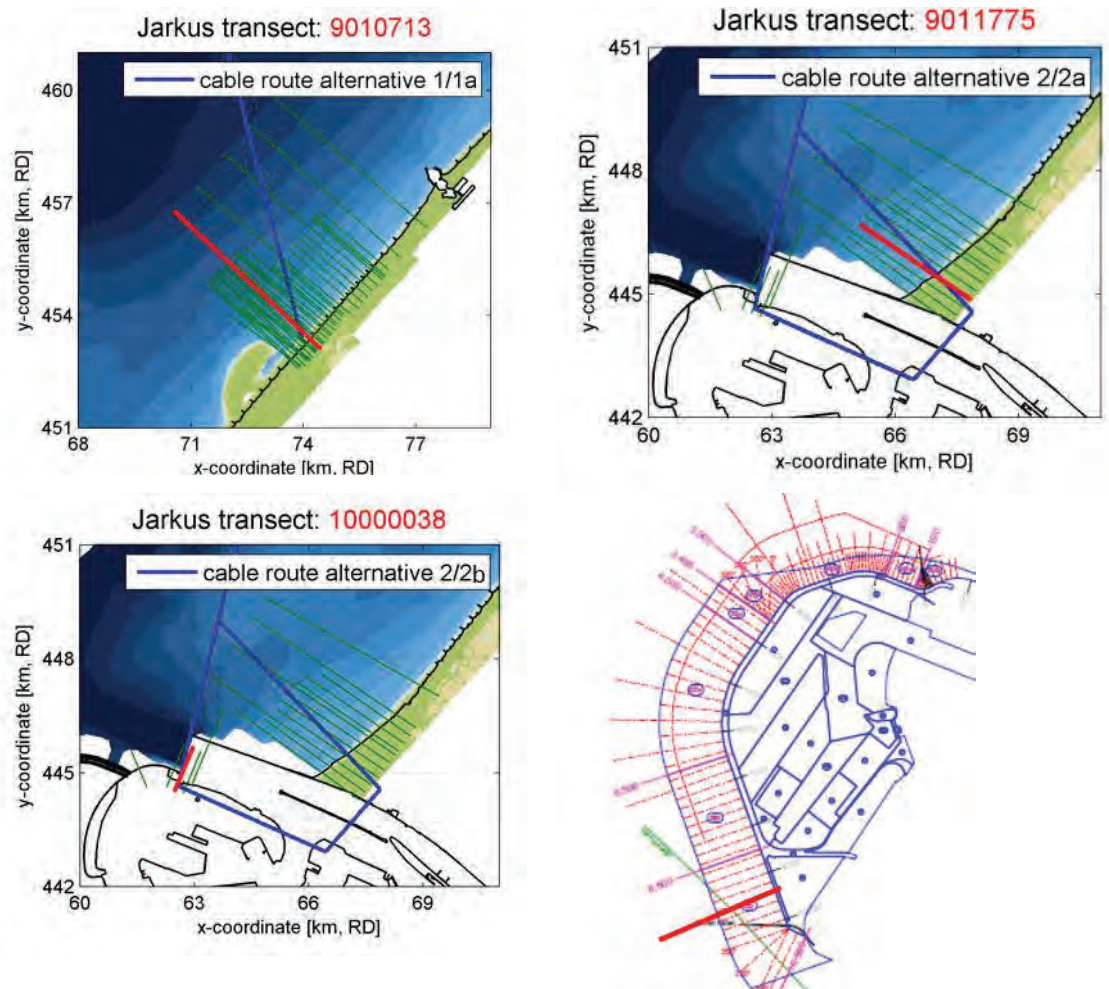 Jarkus transect: 9010713
cable route alternative 1/1a
460
457
454
451
68
71
74
77
y-coordinate [km, RD]
x-coordinate [km, RD]
Jarkus transect: 9011775
cable route alternative 2/2a
451
448
445
442
60
63
66
69
y-coordinate [km, RD]
x-coordinate [km, RD]
Jarkus transect: 10000038
cable route alternative 2/2b
451
448
445
442
60
63
66
69
y-coordinate [km, RD]
x-coordinate [km, RD]